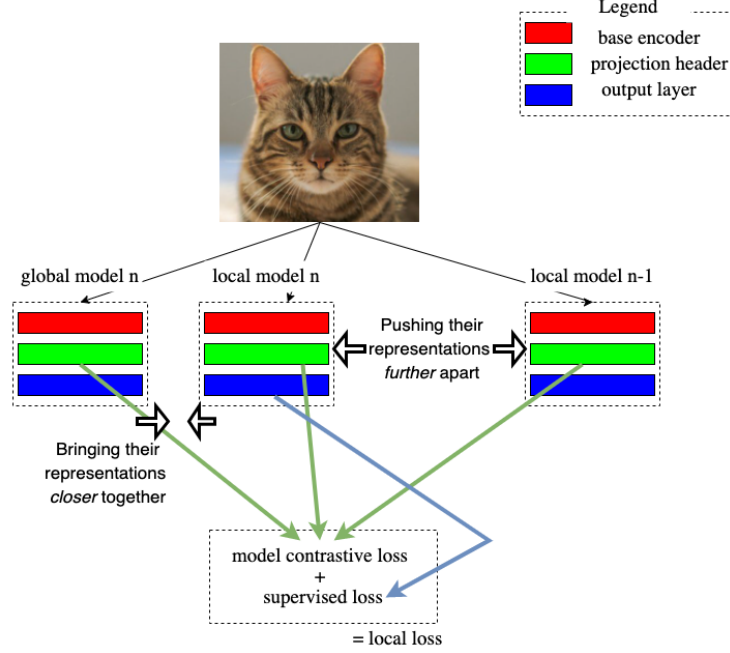 Legend
base encoder
projection header
output layer
global model n
local model n
local model n-1
Pushing their
representations
further apart
Bringing their
representations
closer together
model contrastive loss
+
supervised loss
= local loss